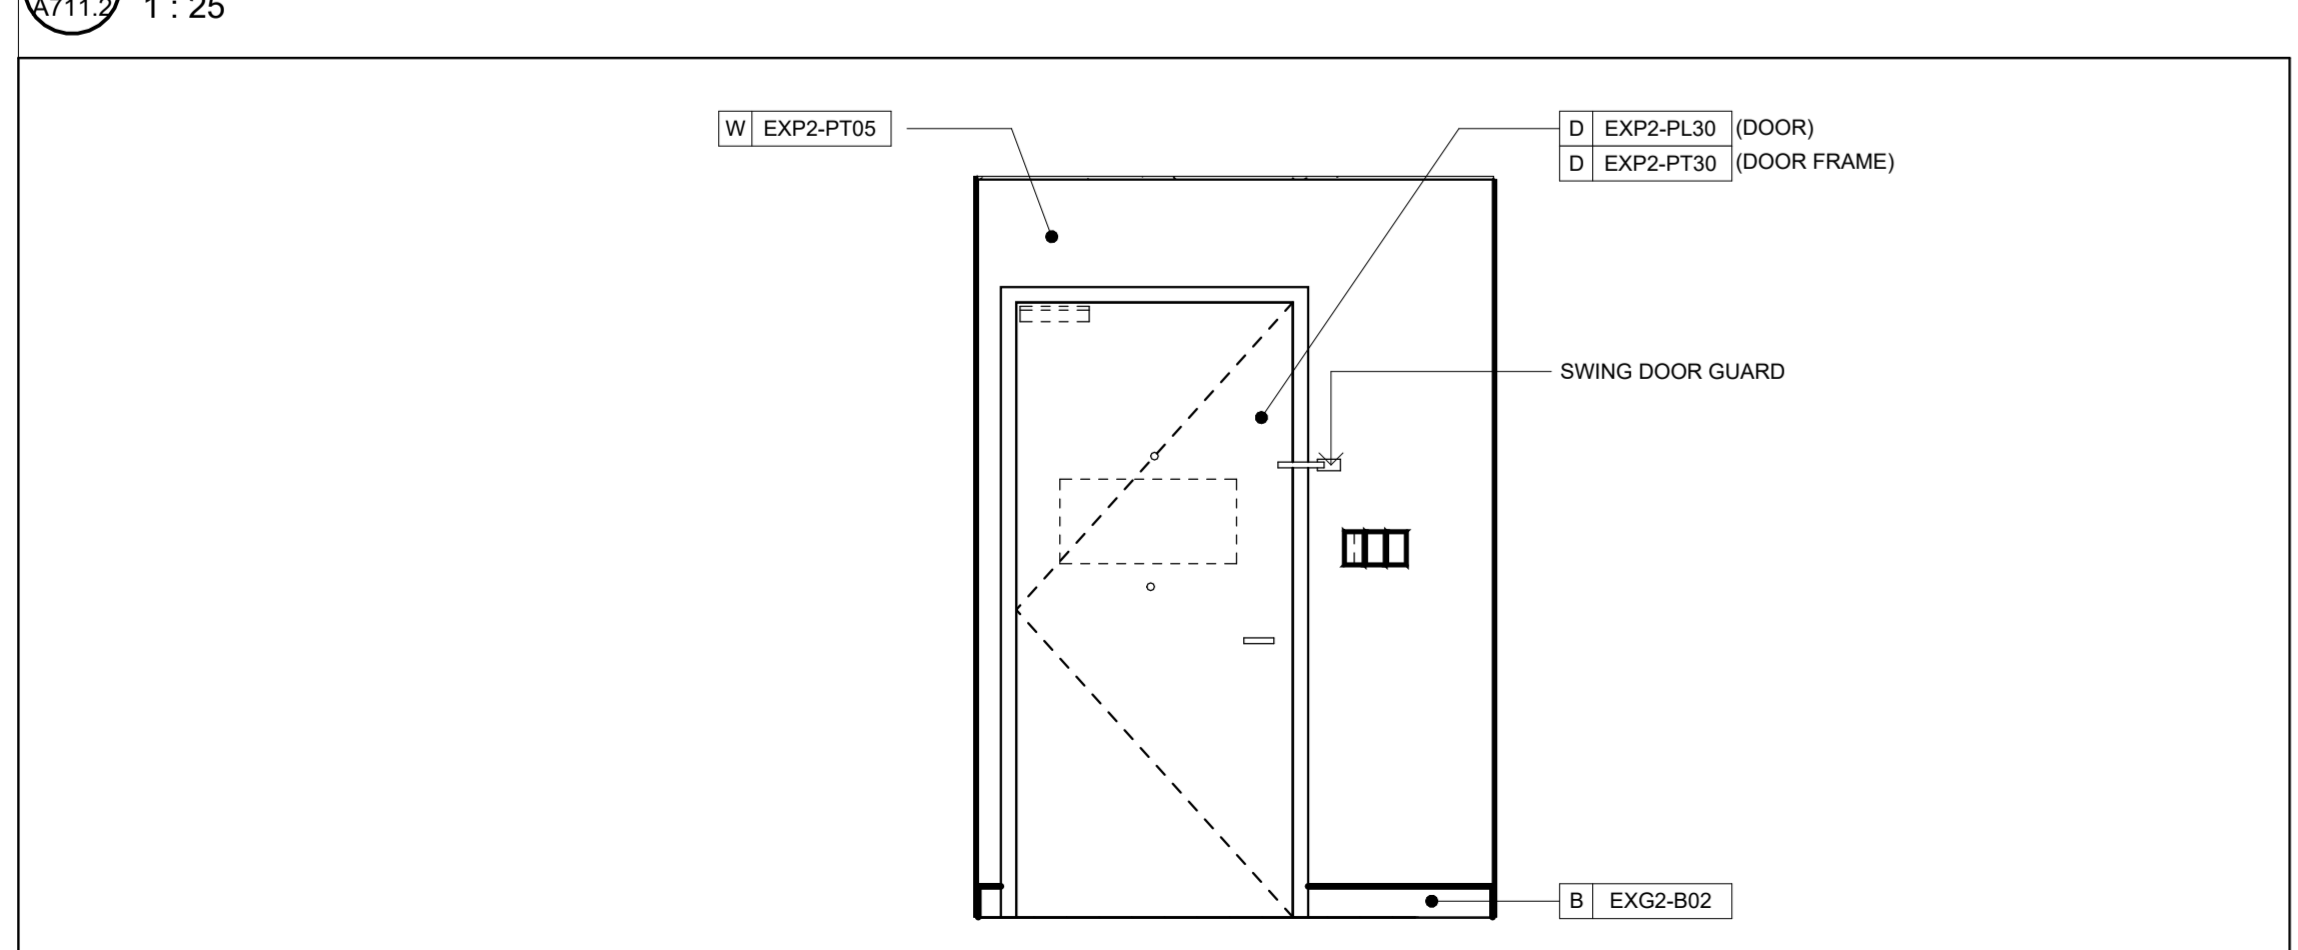 A711.2 1 : 25
W EXP2-PT05
D EXP2-PL30 (DOOR)
D EXP2-PT30 (DOOR FRAME)
SWING DOOR GUARD
B EXG2-B02